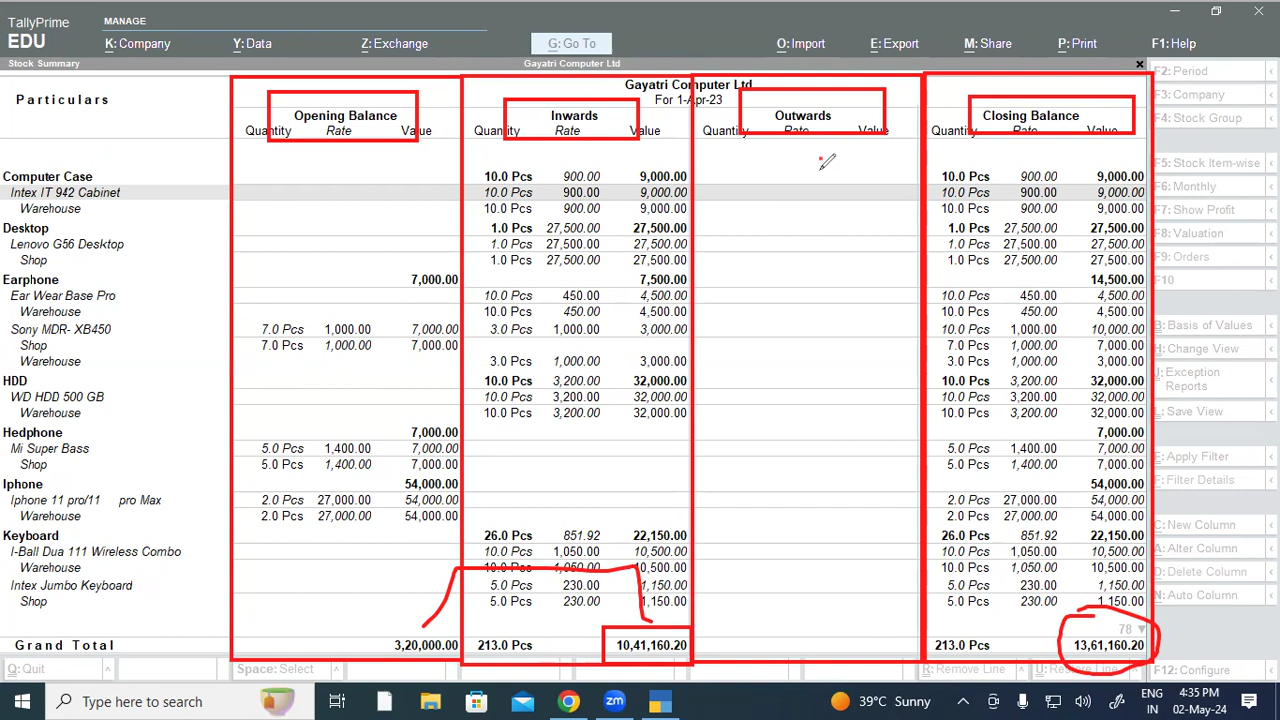 TallyPrime
EDU
MANAGE
K: Company
Y: Data
Z: Exchange
G: Go To
O: Import
E: Export
M: Share
P: Print
F1: Help
Stock Summary
Gayatri Computer Ltd
Particulars
Gayatri Computer Ltd
For 1-Apr-23
Opening Balance Inwards Outwards Closing Balance
Quantity Rate Value Quantity Rate Value Quantity Rate Value Quantity Rate Value
Computer Case 10.0 Pcs 900.00 9,000.00 10.0 Pcs 900.00 9,000.00
Intex IT 942 Cabinet 10.0 Pcs 900.00 9,000.00 10.0 Pcs 900.00 9,000.00
Warehouse 10.0 Pcs 900.00 9,000.00 10.0 Pcs 900.00 9,000.00
Desktop 1.0 Pcs 27,500.00 27,500.00 1.0 Pcs 27,500.00 27,500.00
Lenovo G56 Desktop 1.0 Pcs 27,500.00 27,500.00 1.0 Pcs 27,500.00 27,500.00
Shop 1.0 Pcs 27,500.00 27,500.00 1.0 Pcs 27,500.00 27,500.00
Earphone 7,000.00 7,500.00 14,500.00
Ear Wear Base Pro 10.0 Pcs 450.00 4,500.00 10.0 Pcs 450.00 4,500.00
Warehouse 10.0 Pcs 450.00 4,500.00 10.0 Pcs 450.00 4,500.00
Sony MDR- XB450 7.0 Pcs 1,000.00 7,000.00 3.0 Pcs 1,000.00 3,000.00 10.0 Pcs 1,000.00 10,000.00
Shop 7.0 Pcs 1,000.00 7,000.00 7.0 Pcs 1,000.00 7,000.00
Warehouse 3.0 Pcs 1,000.00 3,000.00 3.0 Pcs 1,000.00 3,000.00
HDD 10.0 Pcs 3,200.00 32,000.00 10.0 Pcs 3,200.00 32,000.00
WD HDD 500 GB 10.0 Pcs 3,200.00 32,000.00 10.0 Pcs 3,200.00 32,000.00
Warehouse 10.0 Pcs 3,200.00 32,000.00 10.0 Pcs 3,200.00 32,000.00
Hedphone 7,000.00 7,000.00
Mi Super Bass 5.0 Pcs 1,400.00 7,000.00 5.0 Pcs 1,400.00 7,000.00
Shop 5.0 Pcs 1,400.00 7,000.00 5.0 Pcs 1,400.00 7,000.00
Iphone 54,000.00 54,000.00
Iphone 11 pro/11 pro Max 2.0 Pcs 27,000.00 54,000.00 2.0 Pcs 27,000.00 54,000.00
Warehouse 2.0 Pcs 27,000.00 54,000.00 2.0 Pcs 27,000.00 54,000.00
Keyboard 26.0 Pcs 851.92 22,150.00 26.0 Pcs 851.92 22,150.00
I-Ball Dua 111 Wireless Combo 10.0 Pcs 1,050.00 10,500.00 10.0 Pcs 1,050.00 10,500.00
Warehouse 10.0 Pcs 1,050.00 10,500.00 10.0 Pcs 1,050.00 10,500.00
Intex Jumbo Keyboard 5.0 Pcs 230.00 1,150.00 5.0 Pcs 230.00 1,150.00
Shop 5.0 Pcs 230.00 1,150.00 5.0 Pcs 230.00 1,150.00
78
Grand Total 3,20,000.00 213.0 Pcs 10,41,160.20 213.0 Pcs 13,61,160.20
F2: Period
F3: Company
F4: Stock Group
F5: Stock Item-wise
F6: Monthly
F7: Show Profit
F8: Valuation
F9: Orders
F10
B: Basis of Values
H: Change View
Exception
Reports
L: Save View
E: Apply Filter
F: Filter Details
C: New Column
A: Alter Column
D: Delete Column
N: Auto Column
Q: Quit
Space: Select
R: Remove Line
U: Restore Line
F12: Configure
Type here to search
39°C Sunny
ENG
IN
4:35 PM
02-May-24